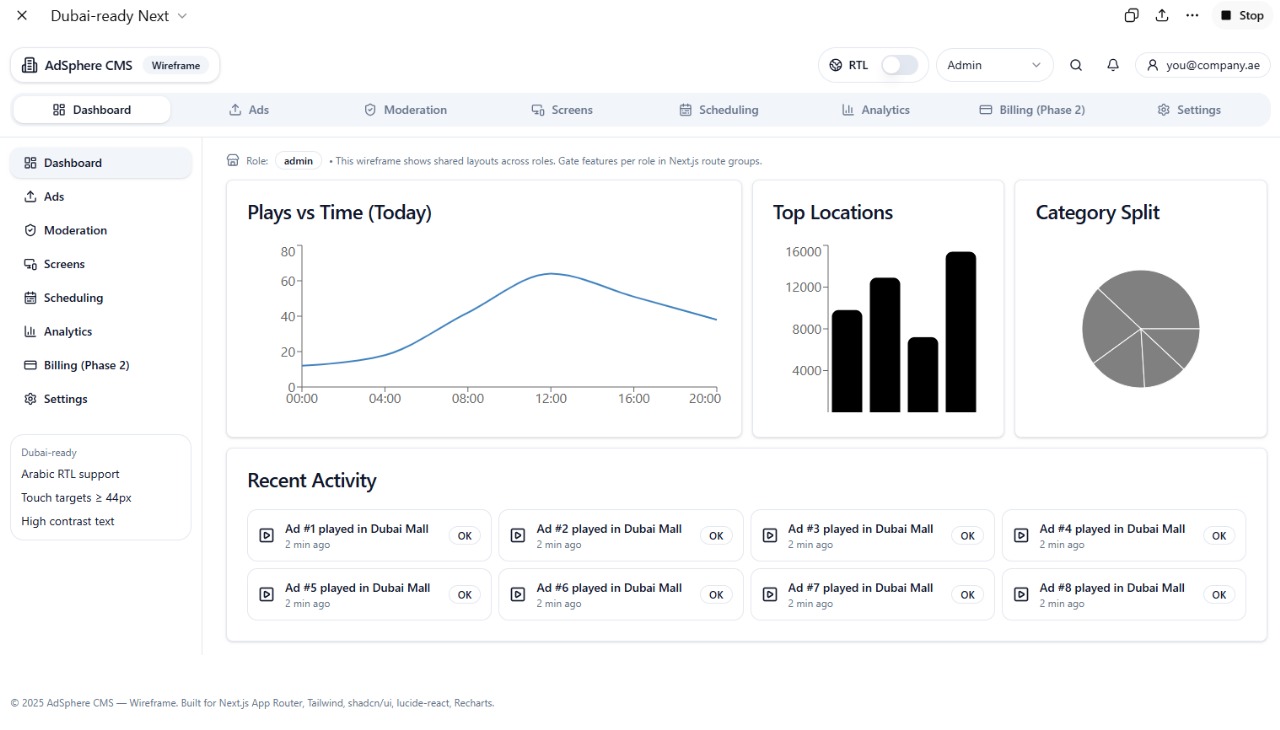 Dubai-ready Next
Stop
AdSphere CMS Wireframe
RTL
Admin
you@company.ae
Dashboard Ads Moderation Screens Scheduling Analytics Billing (Phase 2) Settings
Dashboard
Ads
Moderation
Screens
Scheduling
Analytics
Billing (Phase 2)
Settings
Dubai-ready
Arabic RTL support
Touch targets ≥ 44px
High contrast text
Role: admin • This wireframe shows shared layouts across roles. Gate features per role in Next.js route groups.
Plays vs Time (Today)
80
60
40
20
0
00:00 04:00 08:00 12:00 16:00 20:00
Top Locations
16000
12000
8000
4000
Category Split
Recent Activity
Ad #1 played in Dubai Mall
2 min ago
OK
Ad #2 played in Dubai Mall
2 min ago
OK
Ad #3 played in Dubai Mall
2 min ago
OK
Ad #4 played in Dubai Mall
2 min ago
OK
Ad #5 played in Dubai Mall
2 min ago
OK
Ad #6 played in Dubai Mall
2 min ago
OK
Ad #7 played in Dubai Mall
2 min ago
OK
Ad #8 played in Dubai Mall
2 min ago
OK
© 2025 AdSphere CMS — Wireframe. Built for Next.js App Router, Tailwind, shadcn/ui, lucide-react, Recharts.